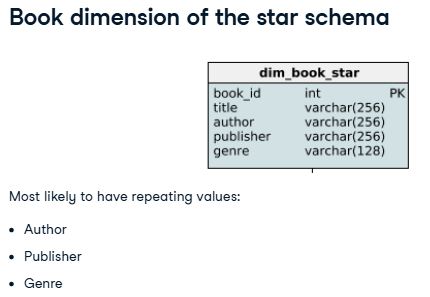 Book dimension of the star schema
dim_book_star
book_id int PK
title varchar(256)
author varchar(256)
publisher varchar(256)
genre varchar(128)
Most likely to have repeating values:
• Author
• Publisher
• Genre